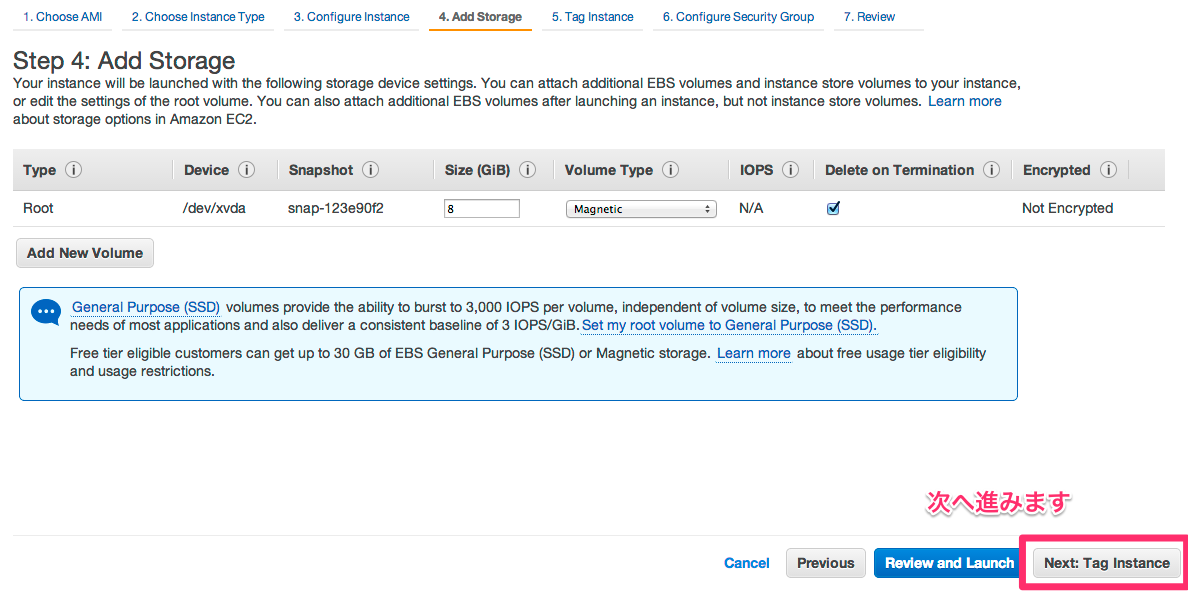 1. Choose AMI 2. Choose Instance Type 3. Configure Instance 4. Add Storage 5. Tag Instance 6. Configure Security Group 7. Review
Step 4: Add Storage
Your instance will be launched with the following storage device settings. You can attach additional EBS volumes and instance store volumes to your instance,
or edit the settings of the root volume. You can also attach additional EBS volumes after launching an instance, but not instance store volumes. Learn more
about storage options in Amazon EC2.
Type i Device i Snapshot i Size (GiB) i Volume Type i IOPS i Delete on Termination i Encrypted i
Root /dev/xvda snap-123e90f2 8 Magnetic N/A Not Encrypted
Add New Volume
General Purpose (SSD) volumes provide the ability to burst to 3,000 IOPS per volume, independent of volume size, to meet the performance
needs of most applications and also deliver a consistent baseline of 3 IOPS/GiB. Set my root volume to General Purpose (SSD).
Free tier eligible customers can get up to 30 GB of EBS General Purpose (SSD) or Magnetic storage. Learn more about free usage tier eligibility
and usage restrictions.
次へ進みます
Cancel Previous Review and Launch Next: Tag Instance